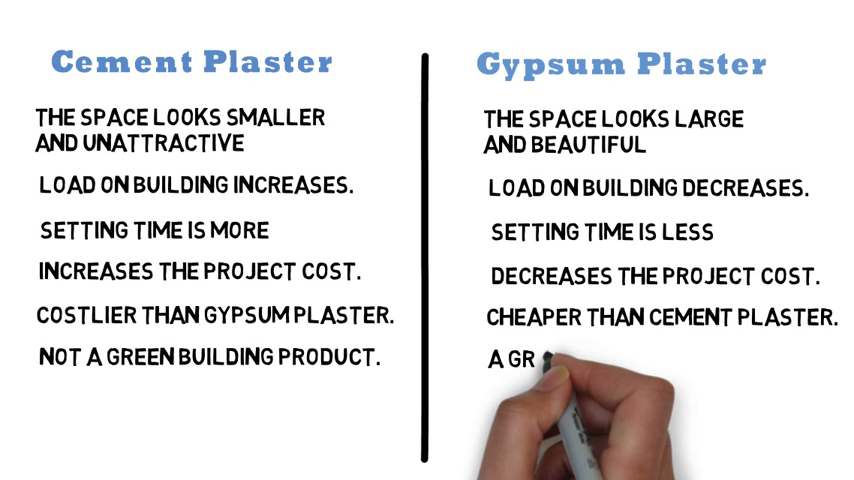 Cement Plaster
THE SPACE LOOKS SMALLER
AND UNATTRACTIVE
LOAD ON BUILDING INCREASES.
SETTING TIME IS MORE
INCREASES THE PROJECT COST.
COSTLIER THAN GYPSUM PLASTER.
NOT A GREEN BUILDING PRODUCT.
Gypsum Plaster
THE SPACE LOOKS LARGE
AND BEAUTIFUL
LOAD ON BUILDING DECREASES.
SETTING TIME IS LESS
DECREASES THE PROJECT COST.
CHEAPER THAN CEMENT PLASTER.
A GR